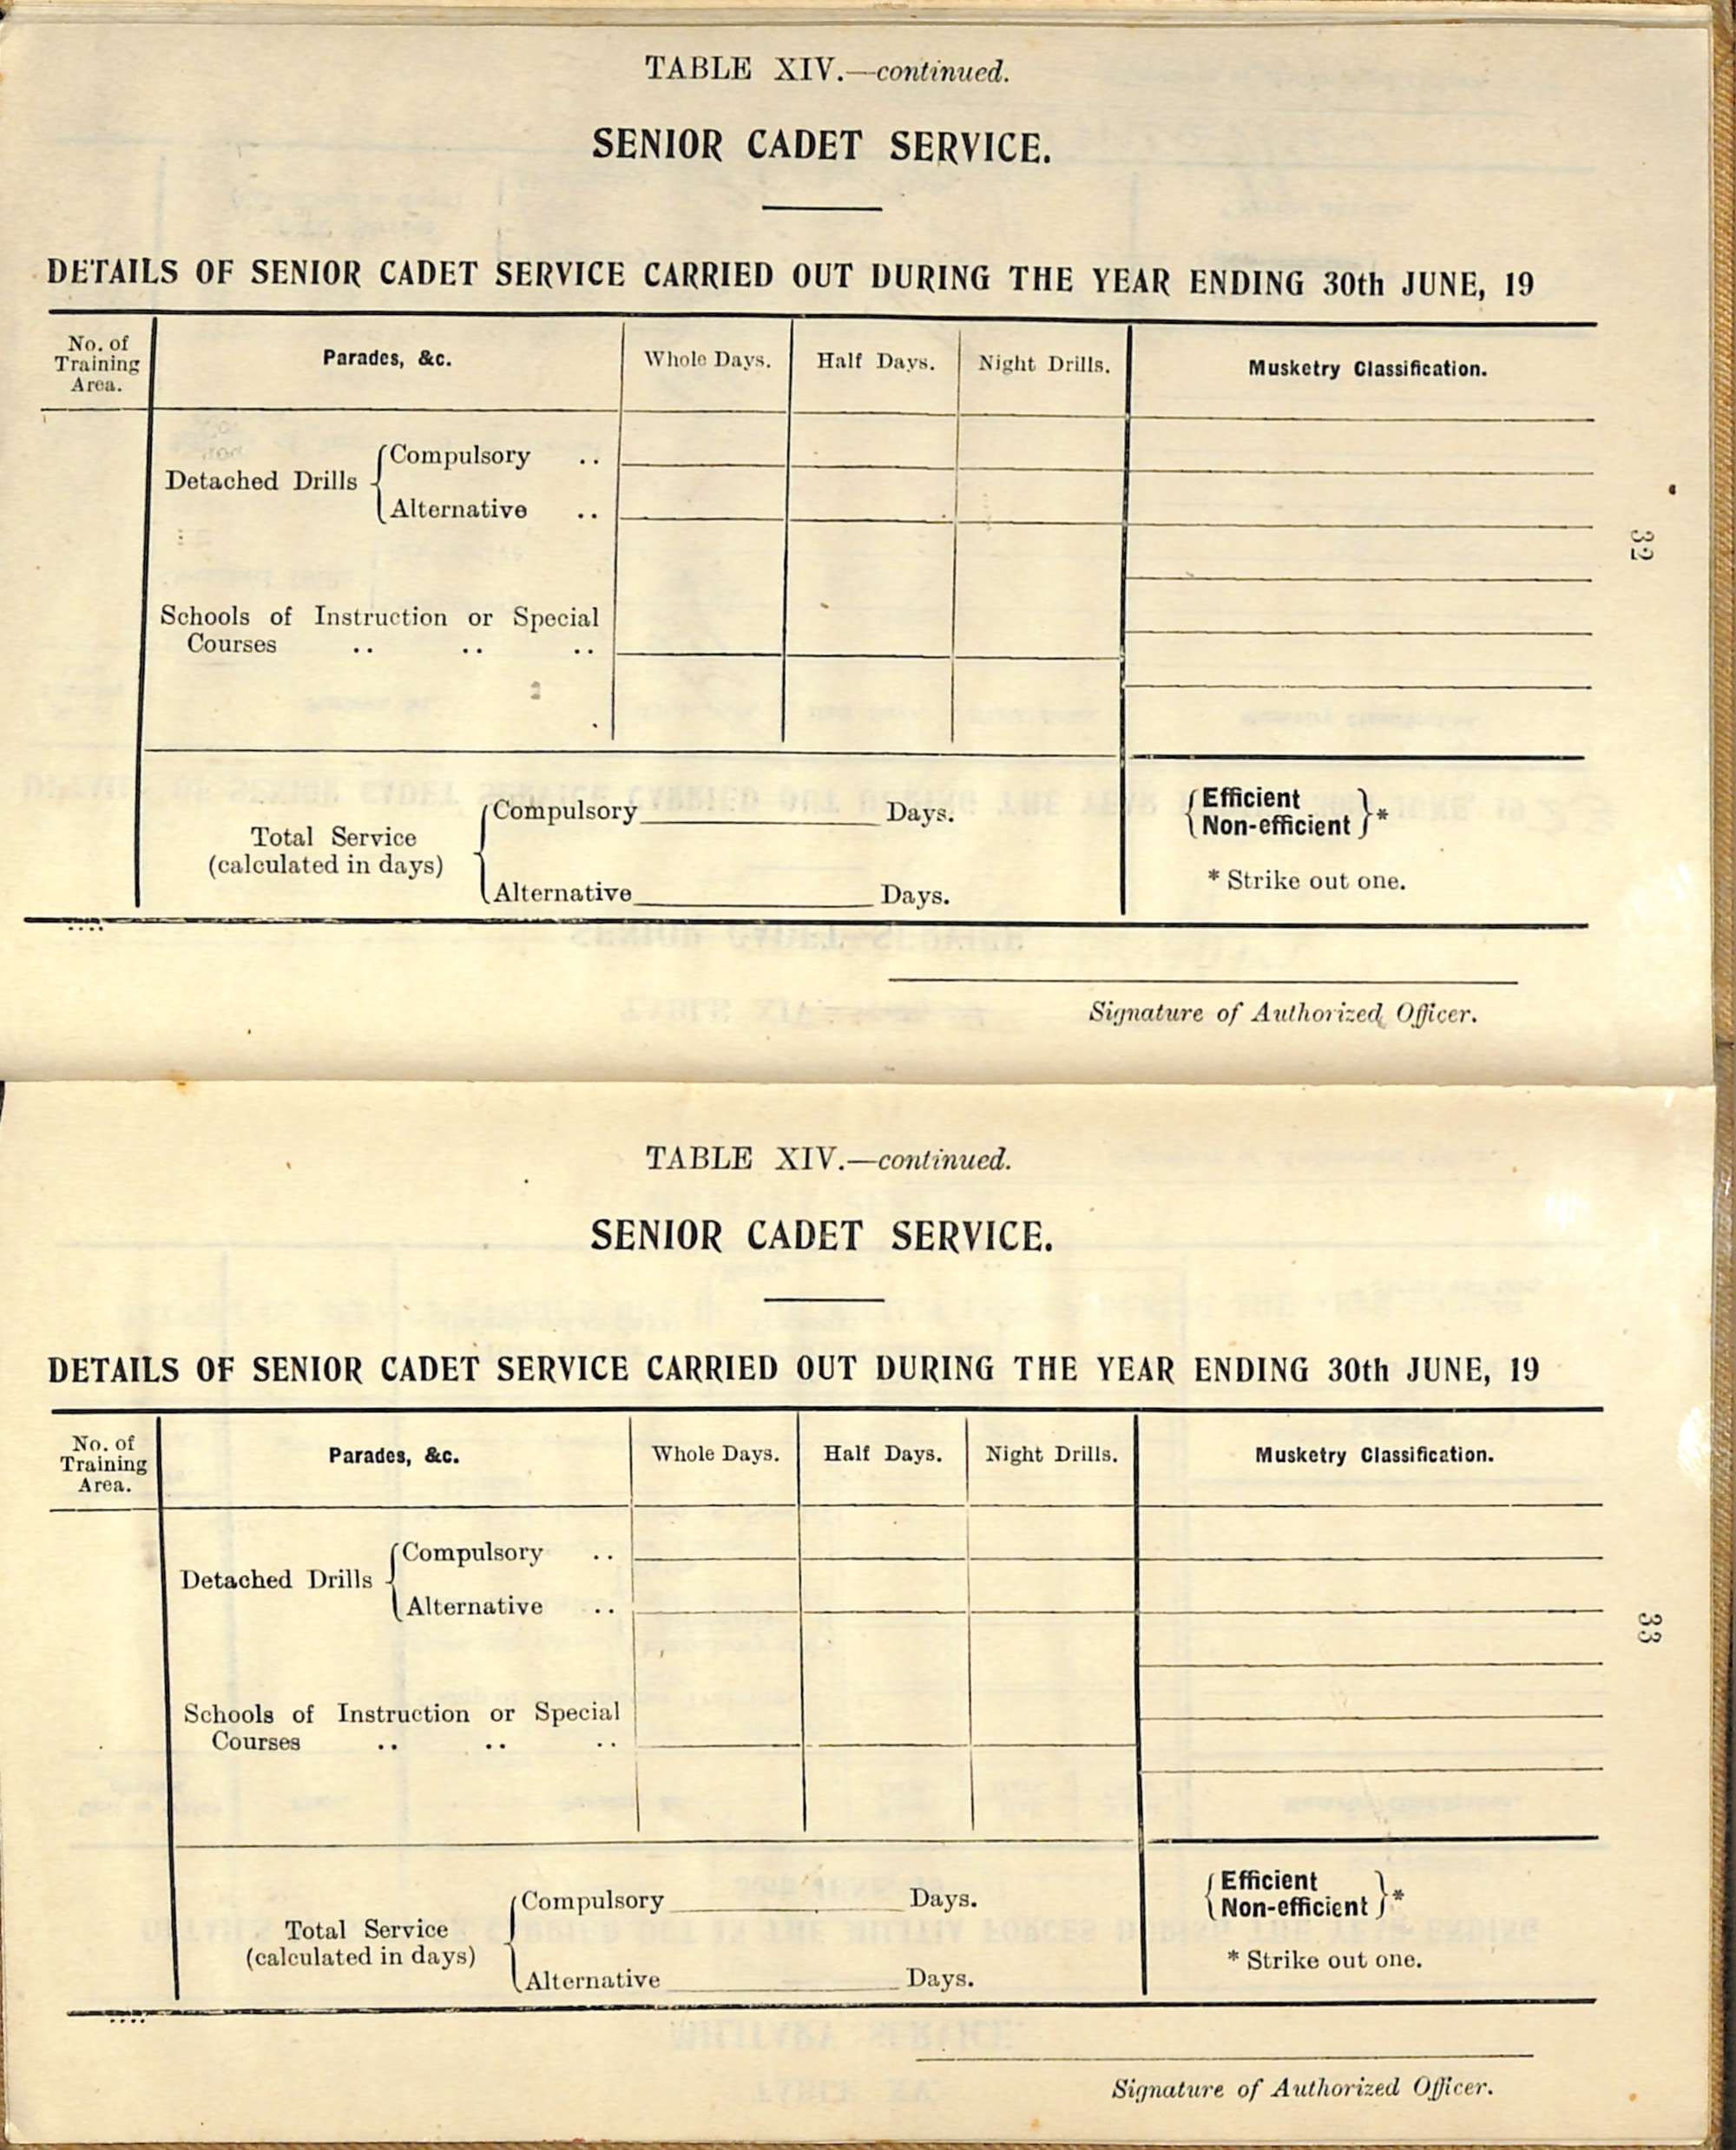 TABLE XIV.—continued.
SENIOR CADET SERVICE.
DETAILS OF SENIOR CADET SERVICE CARRIED OUT DURING THE YEAR ENDING 30th JUNE, 19
No. of Training Area. Parades, &c. Whole Days. Half Days. Night Drills. Musketry Classification.
Detached Drills { Compulsory ..
Alternative ..
Schools of Instruction or Special
Courses .. .. ..
32
Total Service
(calculated in days)
Compulsory Days.
Alternative Days.
{ Efficient
Non-efficient } *
* Strike out one.
Signature of Authorized Officer.
TABLE XIV.—continued.
SENIOR CADET SERVICE.
DETAILS OF SENIOR CADET SERVICE CARRIED OUT DURING THE YEAR ENDING 30th JUNE, 19
No. of Training Area. Parades, &c. Whole Days. Half Days. Night Drills. Musketry Classification.
Detached Drills { Compulsory ..
Alternative ..
Schools of Instruction or Special
Courses .. .. ..
33
Total Service
(calculated in days)
Compulsory Days.
Alternative Days.
{ Efficient
Non-efficient } *
* Strike out one.
Signature of Authorized Officer.